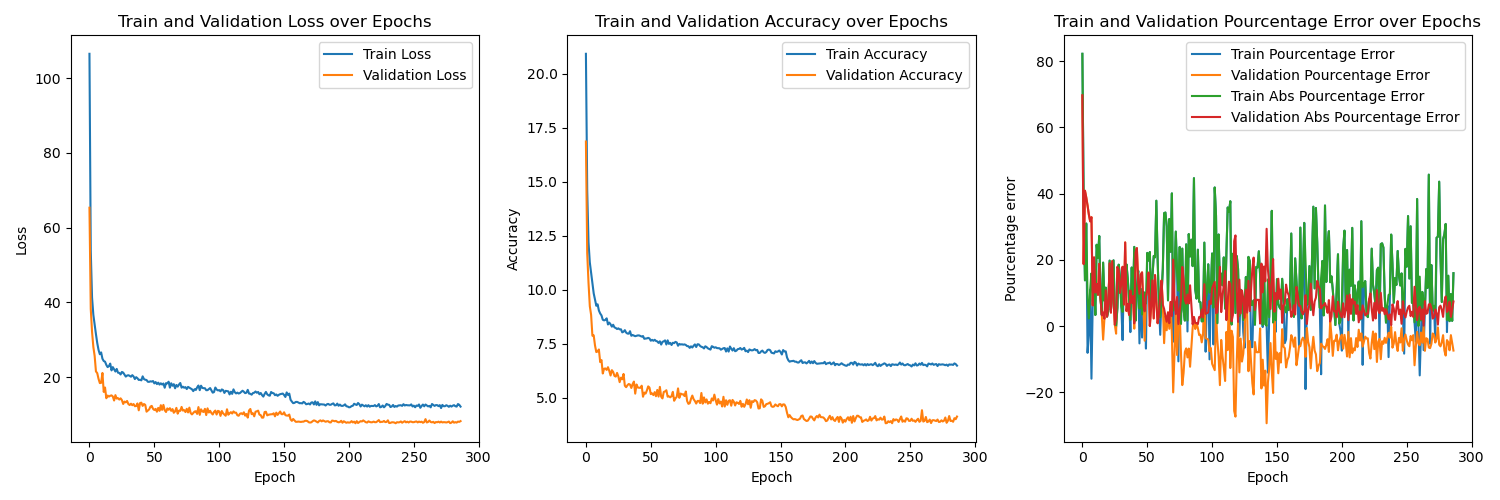 Train and Validation Loss over Epochs
Train Loss
Validation Loss
100
80
60
40
20
Loss
0
50
100
150
200
250
300
Epoch
Train and Validation Accuracy over Epochs
Train Accuracy
Validation Accuracy
20.0
17.5
15.0
12.5
10.0
7.5
5.0
Accuracy
0
50
100
150
200
250
300
Epoch
Train and Validation Pourcentage Error over Epochs
Train Pourcentage Error
Validation Pourcentage Error
Train Abs Pourcentage Error
Validation Abs Pourcentage Error
80
60
40
20
0
−20
Pourcentage error
0
50
100
150
200
250
300
Epoch